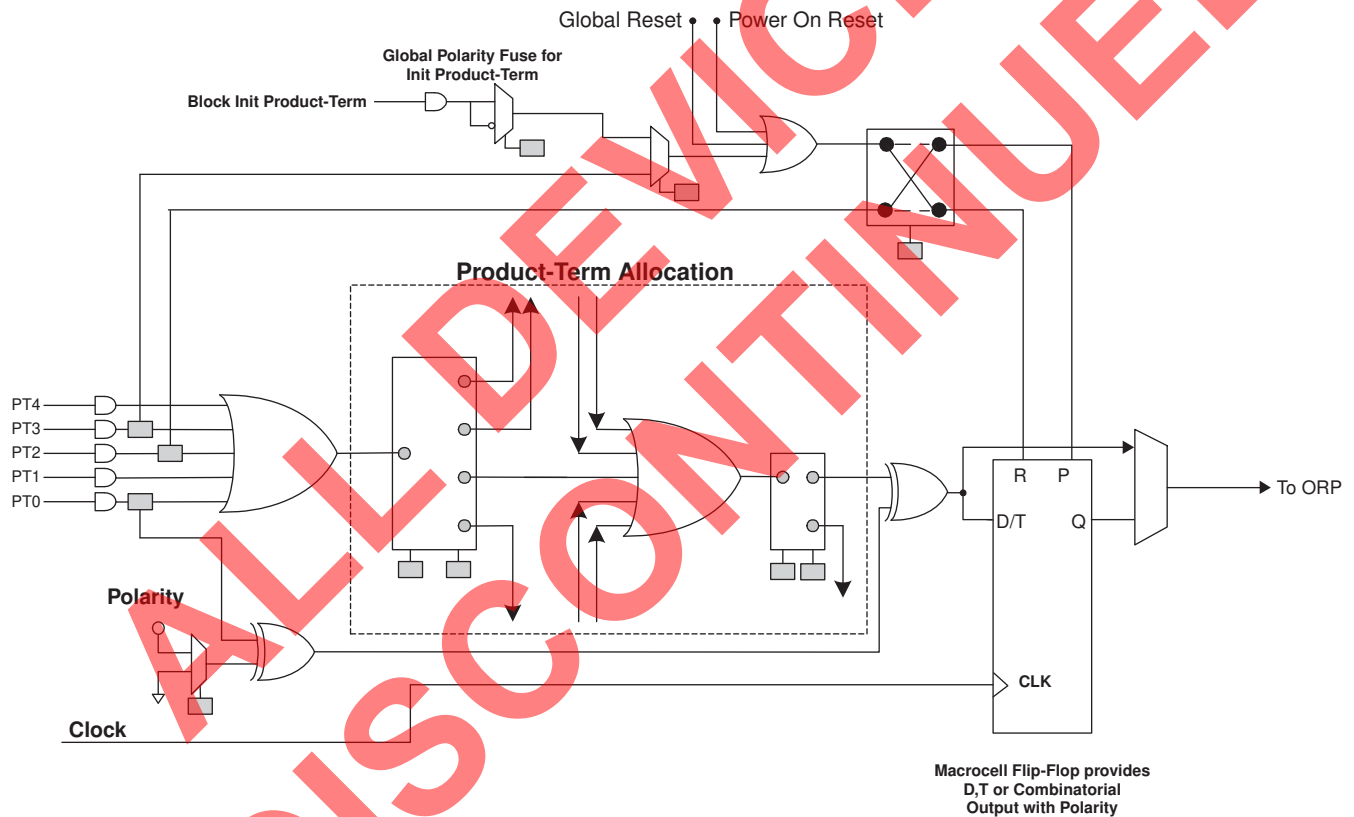 Global Reset
Power On Reset
Global Polarity Fuse for
Init Product-Term
Block Init Product-Term
Product-Term Allocation
PT4
PT3
PT2
PT1
PT0
R
P
D/T
Q
To ORP
Polarity
CLK
Clock
Macrocell Flip-Flop provides
D,T or Combinatorial
Output with Polarity
ALL DEVIC
DISCONTINUE